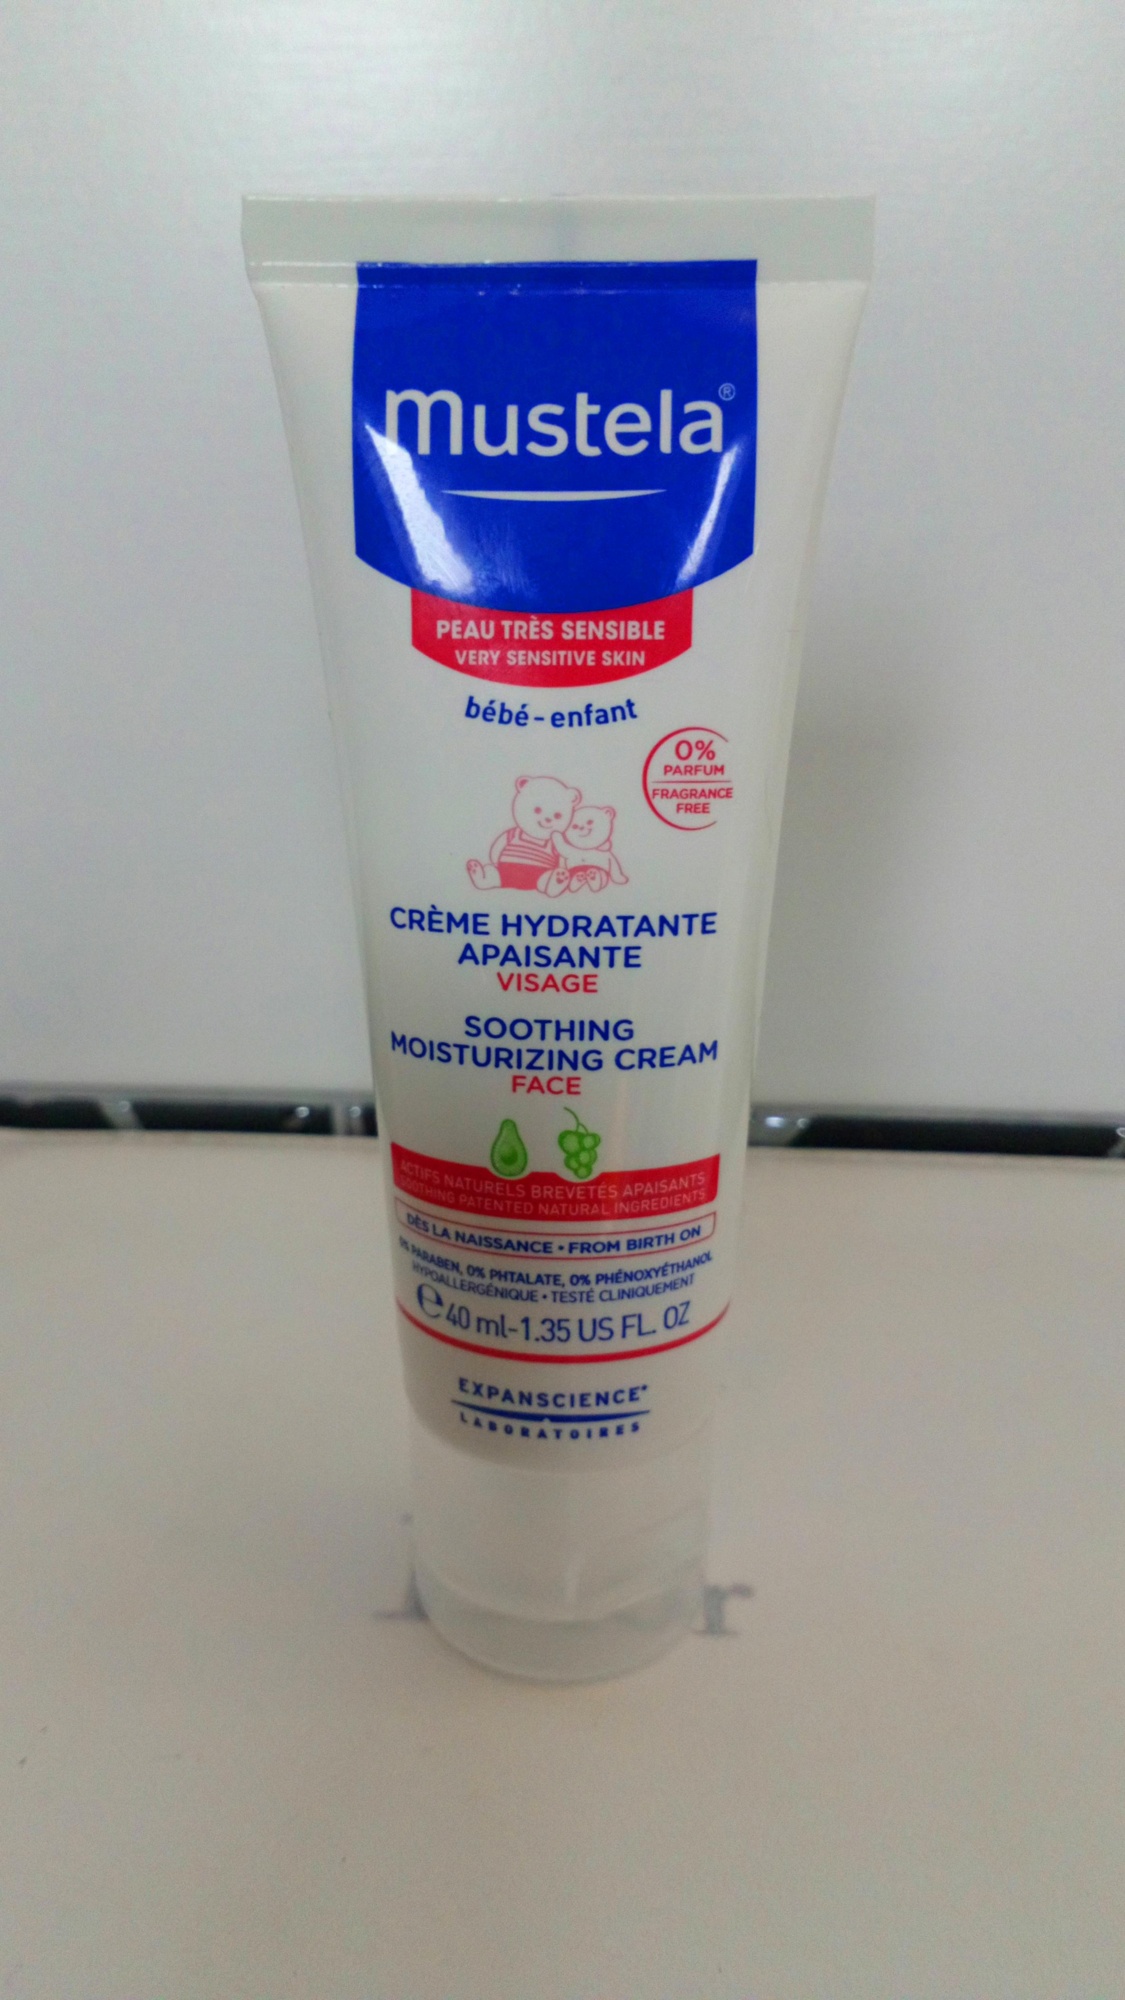 mustela®
PEAU TRÈS SENSIBLE
VERY SENSITIVE SKIN
bébé-enfant
0%
PARFUM
FRAGRANCE
FREE
CRÈME HYDRATANTE
APAISANTE
VISAGE
SOOTHING
MOISTURIZING CREAM
FACE
ACTIFS NATURELS BREVETÉS APAISANTS
SOOTHING PATENTED NATURAL INGREDIENTS
DÈS LA NAISSANCE • FROM BIRTH ON
0% PARABEN, 0% PHTALATE, 0% PHÉNOXYÉTHANOL
HYPOALLERGÉNIQUE • TESTÉ CLINIQUEMENT
℮ 40 ml-1.35 US FL. OZ
EXPANSCIENCE®
LABORATOIRES